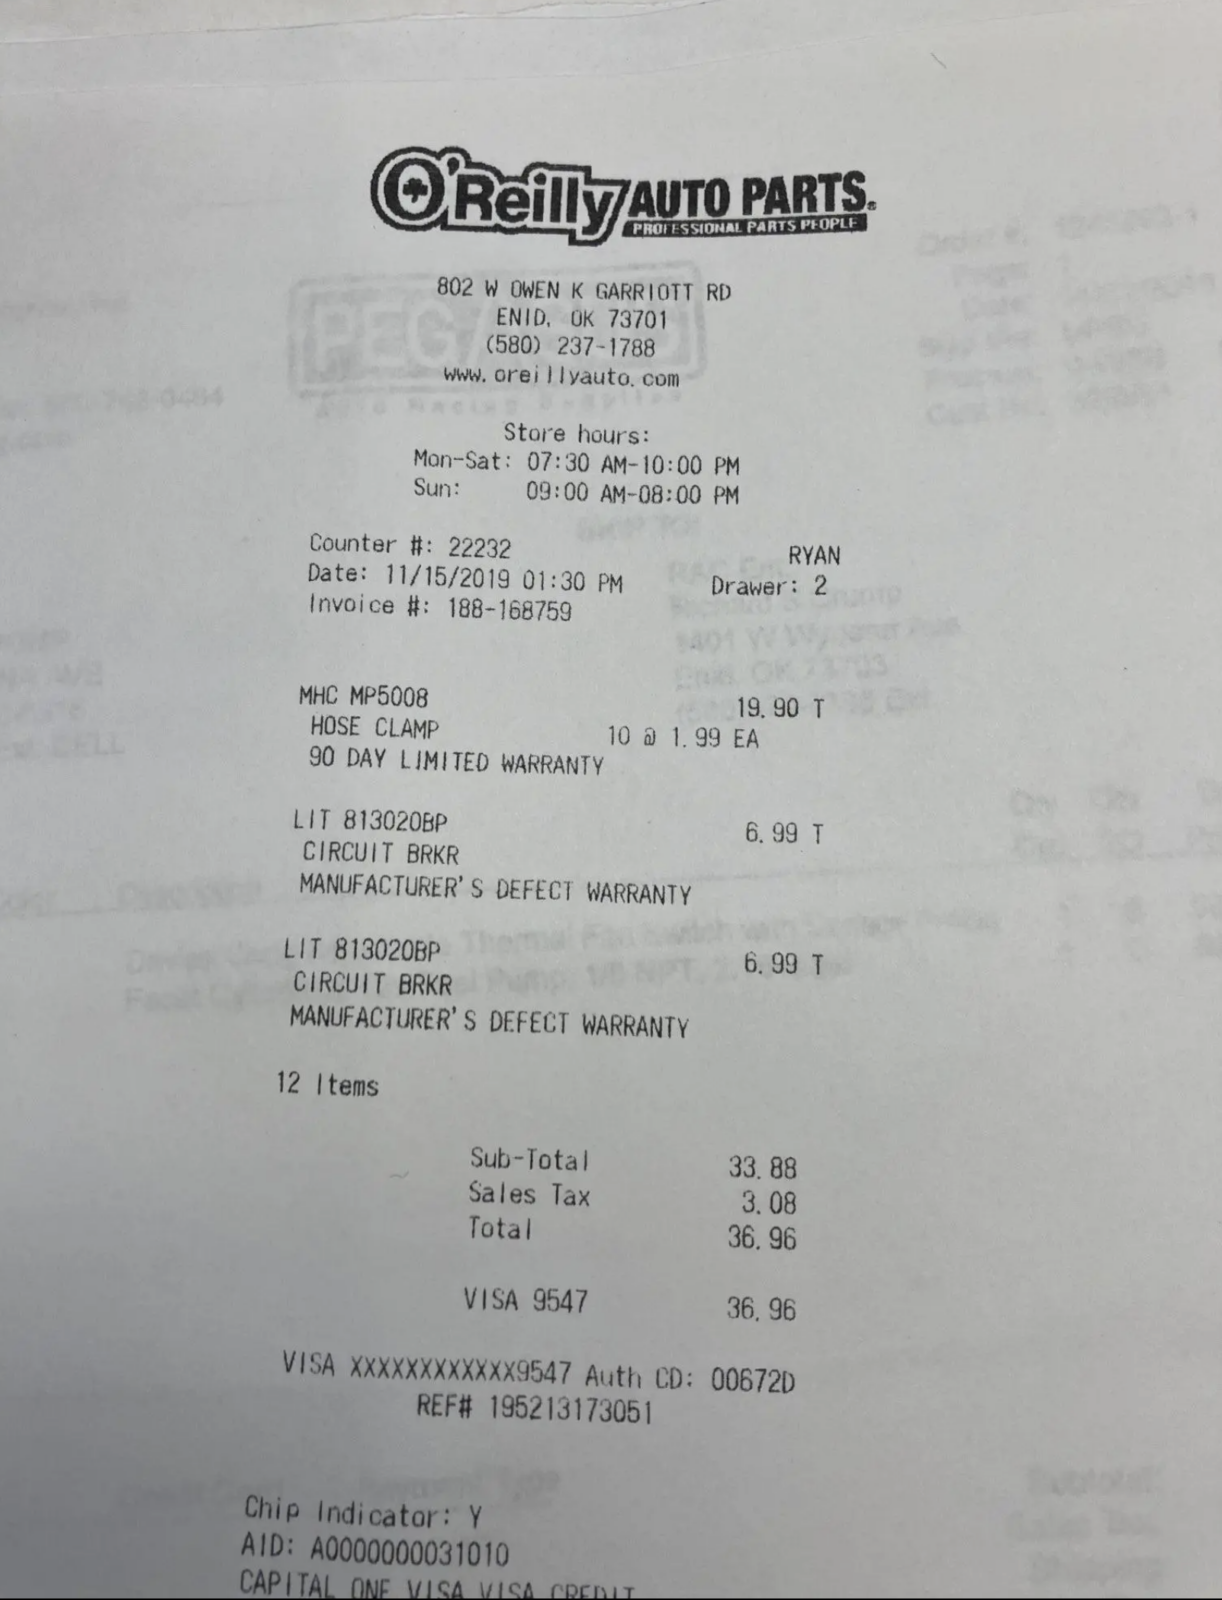 O'Reilly AUTO PARTS.
PROFESSIONAL PARTS PEOPLE
802 W OWEN K GARRIOTT RD
ENID, OK 73701
(580) 237-1788
www.oreillyauto.com
Store hours:
Mon-Sat: 07:30 AM-10:00 PM
Sun: 09:00 AM-08:00 PM
Counter #: 22232 RYAN
Date: 11/15/2019 01:30 PM Drawer: 2
Invoice #: 188-168759
MHC MP5008 19.90 T
HOSE CLAMP 10 @ 1.99 EA
90 DAY LIMITED WARRANTY
LIT 813020BP 6.99 T
CIRCUIT BRKR
MANUFACTURER'S DEFECT WARRANTY
LIT 813020BP 6.99 T
CIRCUIT BRKR
MANUFACTURER'S DEFECT WARRANTY
12 Items
Sub-Total 33.88
Sales Tax 3.08
Total 36.96
VISA 9547 36.96
VISA XXXXXXXXXXXX9547 Auth CD: 00672D
REF# 195213173051
Chip Indicator: Y
AID: A0000000031010
CAPITAL ONE VISA VISA CREDIT